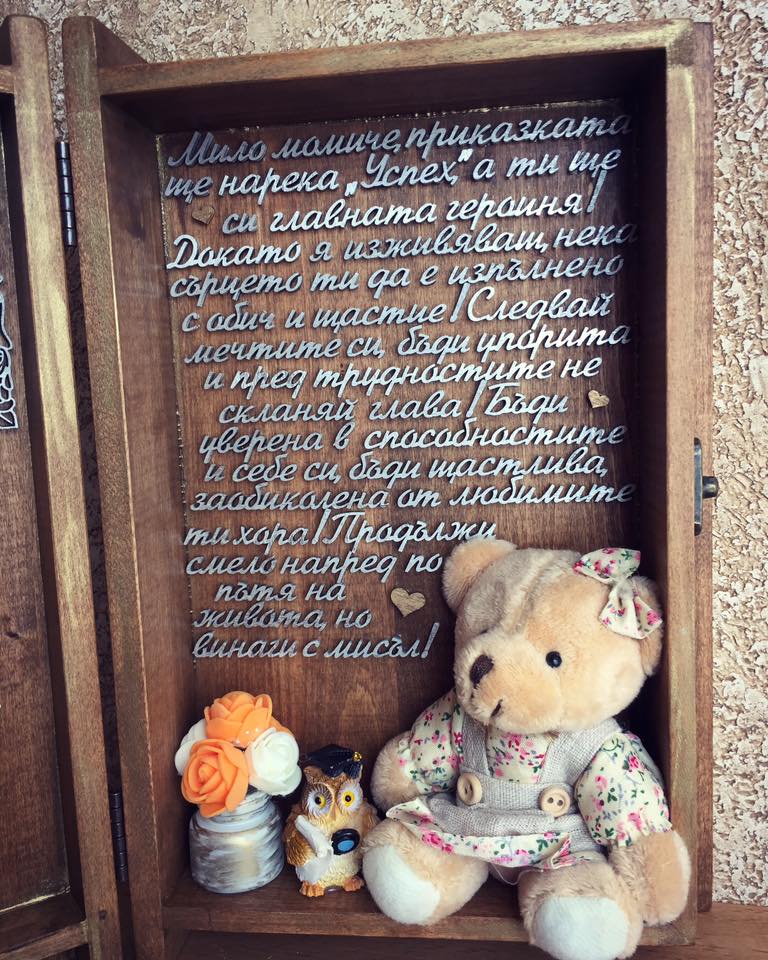 Мило момиче, приказката
ще нарека „Успех," а ти ще
си главната героиня!
Докато я изживяваш, нека
сърцето ти да е изпълнено
с обич и щастие! Следвай
мечтите си, бъди упорита
и пред трудностите не
скланяй глава! Бъди
уверена в способностите
и себе си, бъди щастлива,
заобиколена от любимите
ти хора! Продължи
смело напред по
пътя на
живота, но
винаги с мисъл!